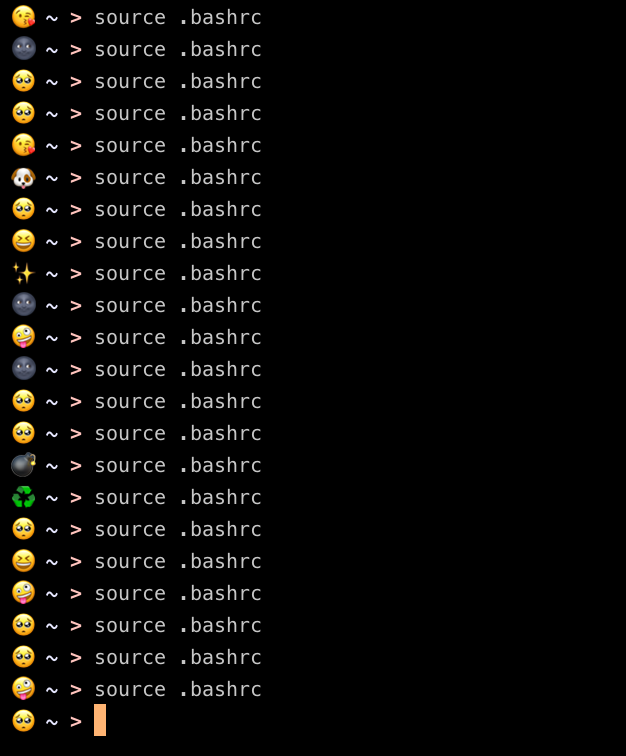 😘 ~ > source .bashrc
🌚 ~ > source .bashrc
🥺 ~ > source .bashrc
🥺 ~ > source .bashrc
😘 ~ > source .bashrc
🐶 ~ > source .bashrc
🥺 ~ > source .bashrc
😆 ~ > source .bashrc
✨ ~ > source .bashrc
🌚 ~ > source .bashrc
🤪 ~ > source .bashrc
🌚 ~ > source .bashrc
🥺 ~ > source .bashrc
🥺 ~ > source .bashrc
💣 ~ > source .bashrc
♻️ ~ > source .bashrc
🥺 ~ > source .bashrc
😆 ~ > source .bashrc
🤪 ~ > source .bashrc
🥺 ~ > source .bashrc
🥺 ~ > source .bashrc
🤪 ~ > source .bashrc
🥺 ~ >